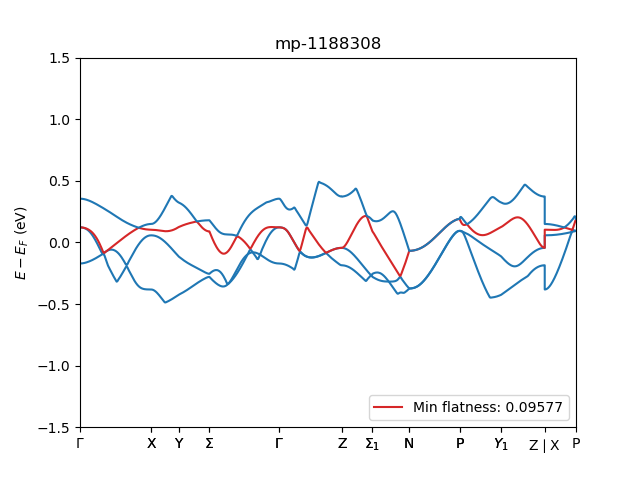 mp-1188308
E − E_F (eV)
1.5
1.0
0.5
0.0
−0.5
−1.0
−1.5
Min flatness: 0.09577
Γ X Y Σ Γ Z Σ₁ N P Y₁ Z | X P